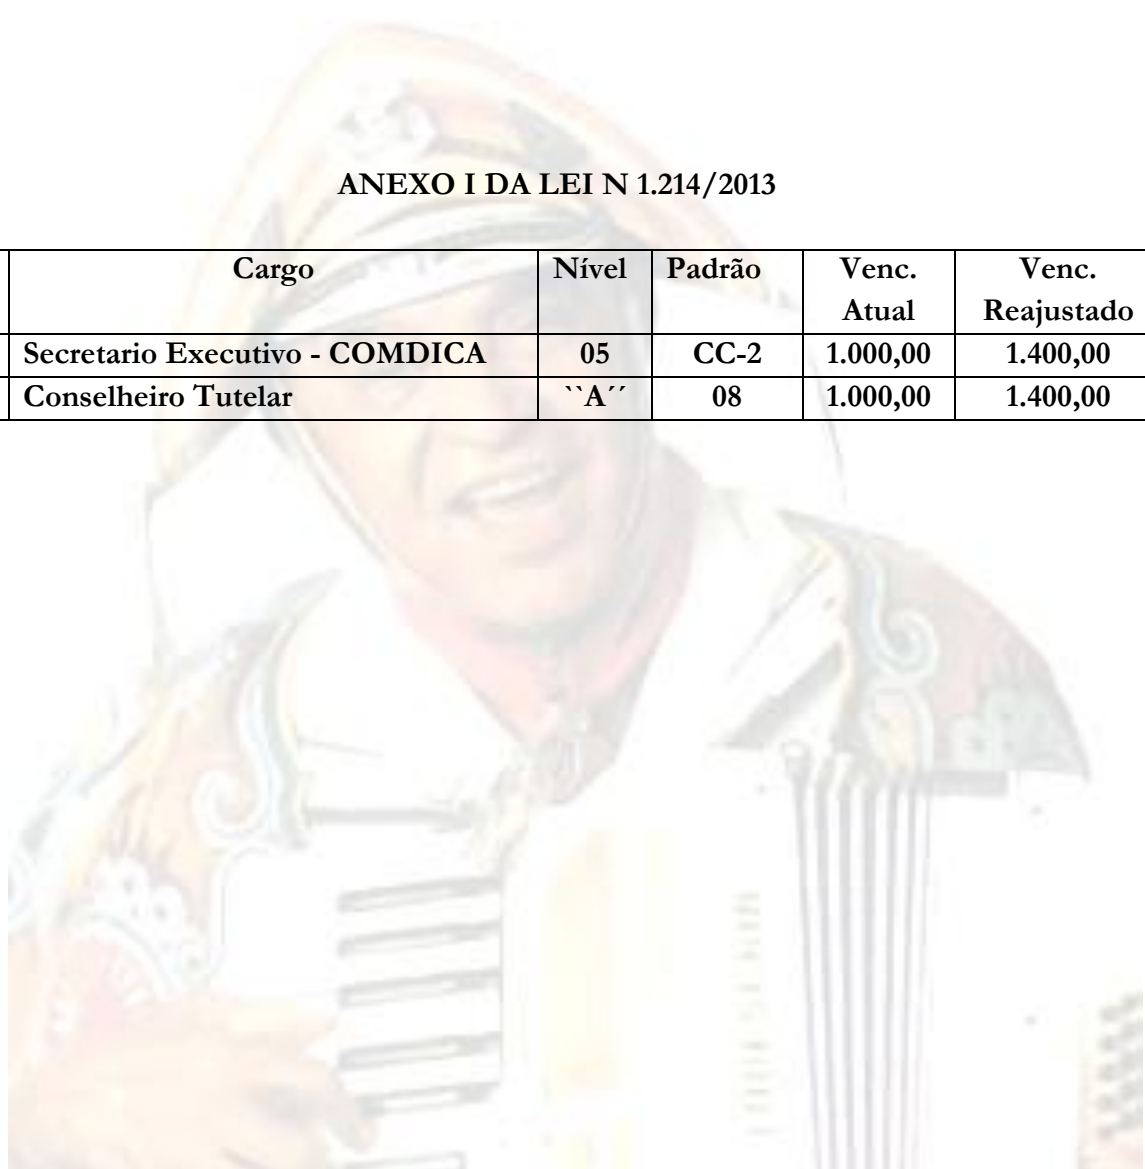 ANEXO I DA LEI N 1.214/2013
Cargo Nível Padrão Venc. Atual Venc. Reajustado
Secretario Executivo - COMDICA 05 CC-2 1.000,00 1.400,00
Conselheiro Tutelar ``A´´ 08 1.000,00 1.400,00